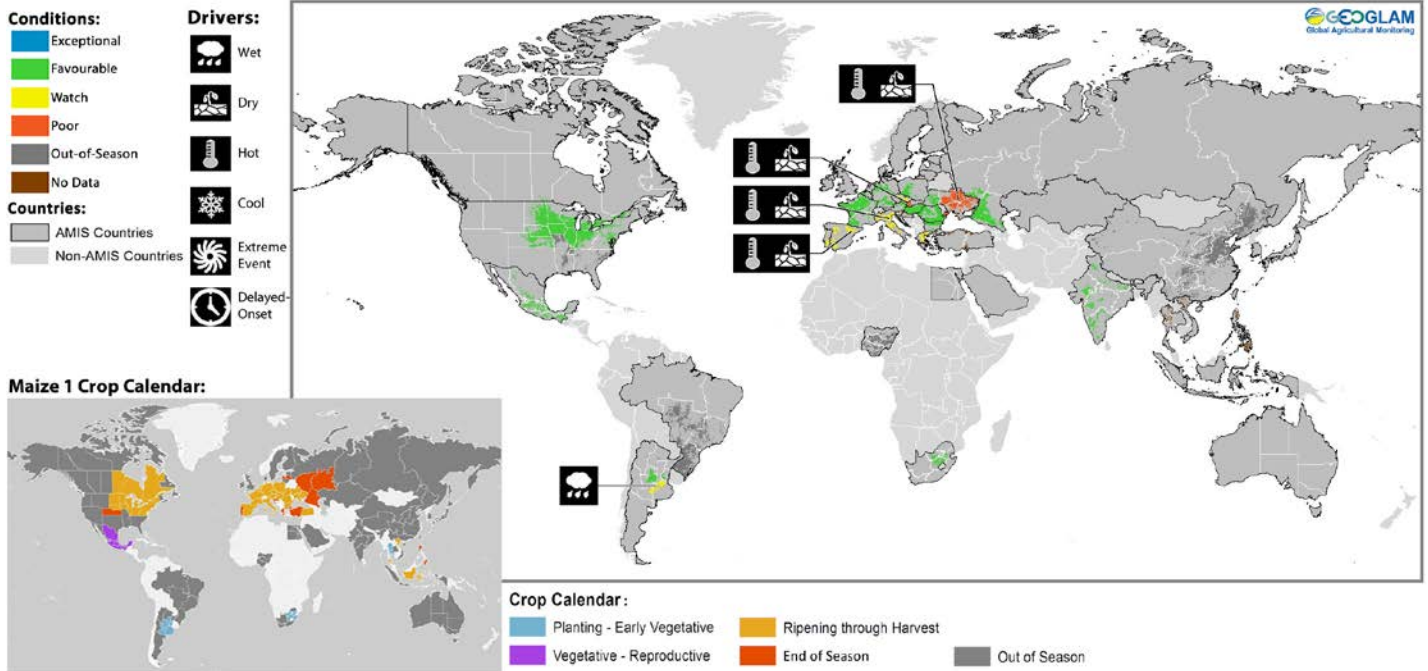 Conditions:
Exceptional
Favourable
Watch
Poor
Out-of-Season
No Data
Countries:
AMIS Countries
Non-AMIS Countries
Drivers:
Wet
Dry
Hot
Cool
Extreme
Event
Delayed-
Onset
GEOGLAM
Global Agricultural Monitoring
Maize 1 Crop Calendar:
Crop Calendar :
Planting - Early Vegetative
Vegetative - Reproductive
Ripening through Harvest
End of Season
Out of Season